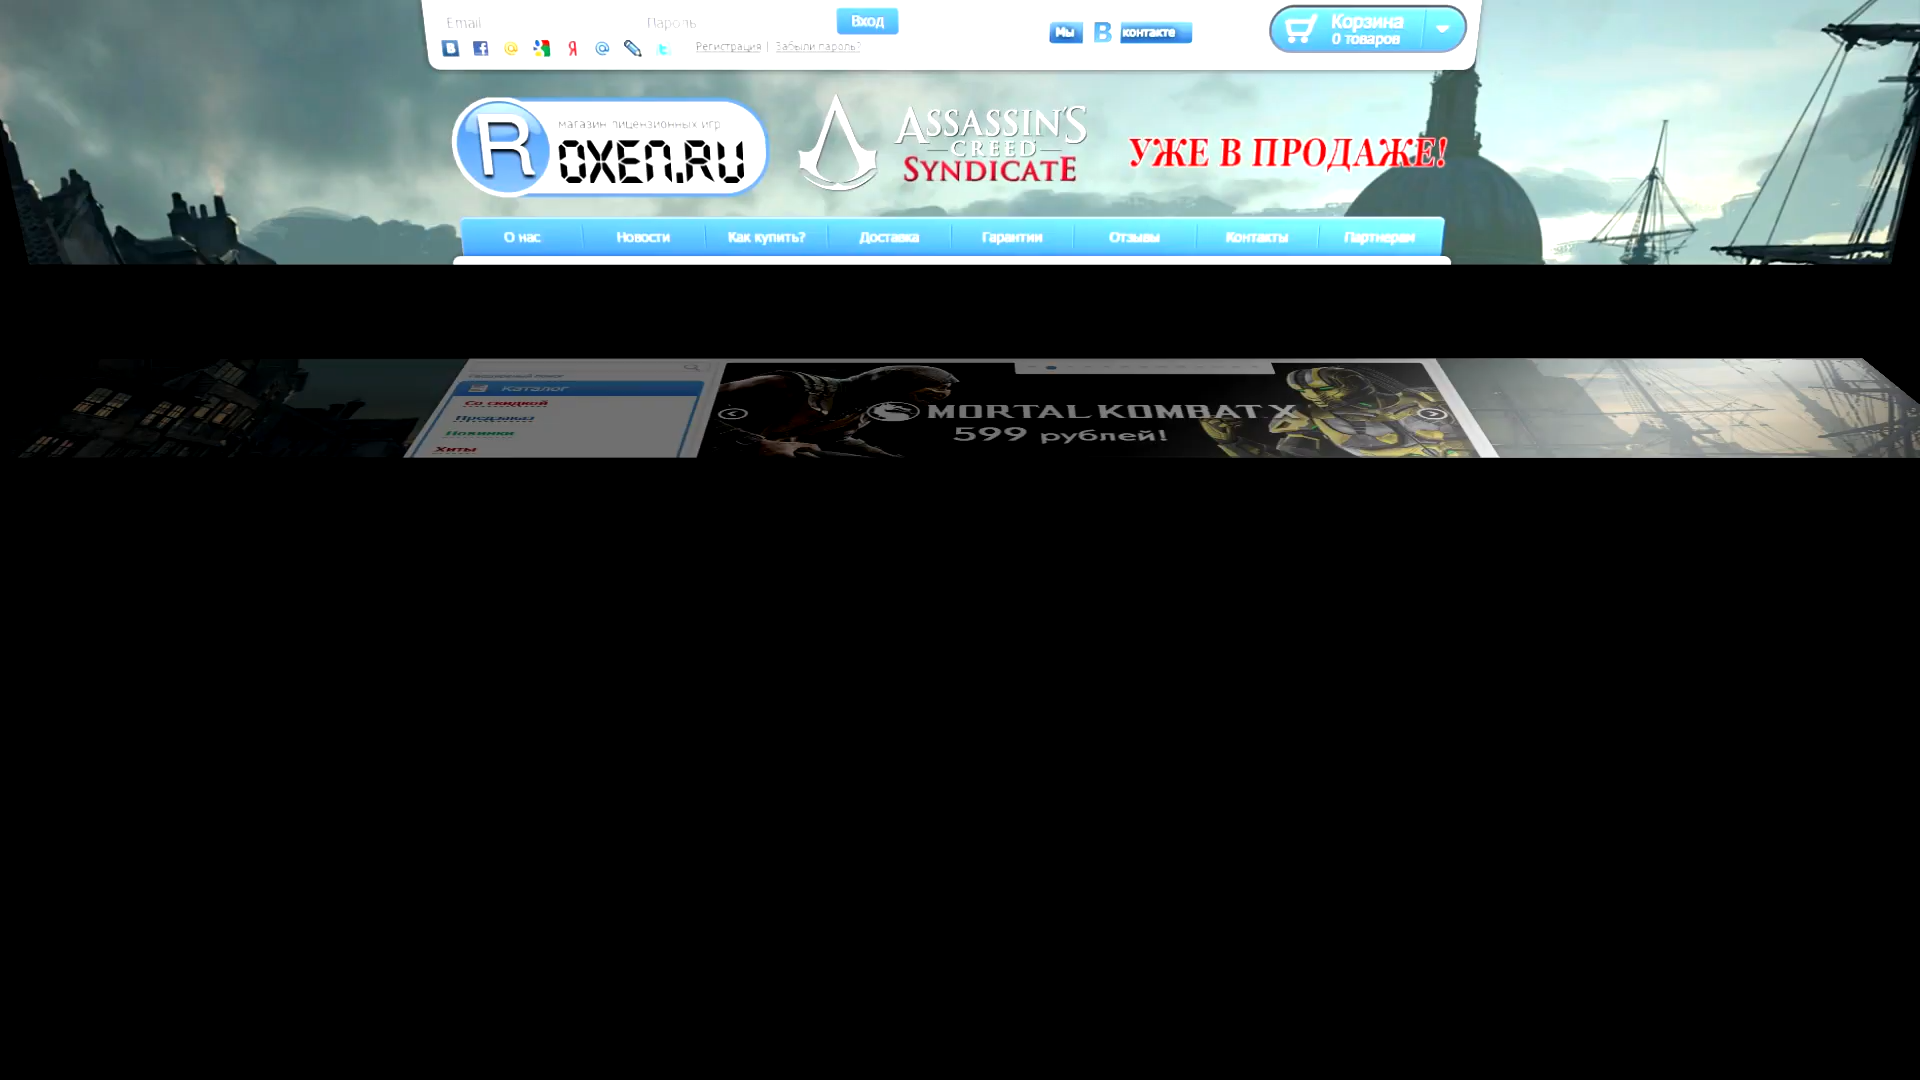 Email Пароль Вход
Регистрация | Забыли пароль?
Мы В контакте
Корзина
0 товаров
магазин лицензионных игр
ROXEN.RU
ASSASSIN'S
CREED
SYNDICATE
УЖЕ В ПРОДАЖЕ!
О нас Новости Как купить? Доставка Гарантии Отзывы Контакты Партнерам
Каталог
Со скидкой
Предзаказ
Новинки
Хиты
MORTAL KOMBAT X
599 рублей!